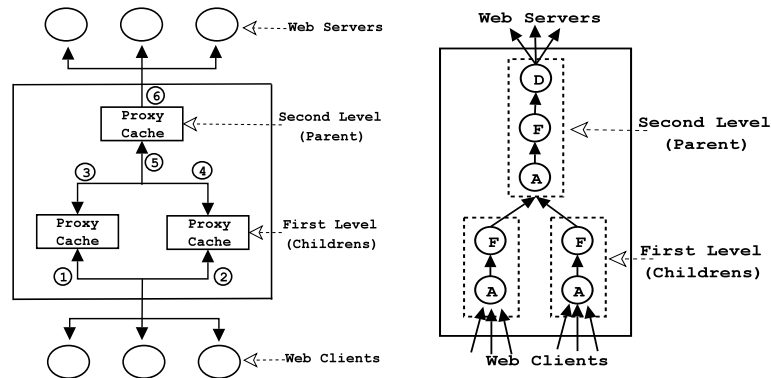 Web Servers
6
Proxy
Cache
Second Level
(Parent)
5
3
4
Proxy
Cache
Proxy
Cache
First Level
(Childrens)
1
2
Web Clients
Web Servers
D
F
A
Second Level
(Parent)
F
F
A
A
First Level
(Childrens)
Web Clients